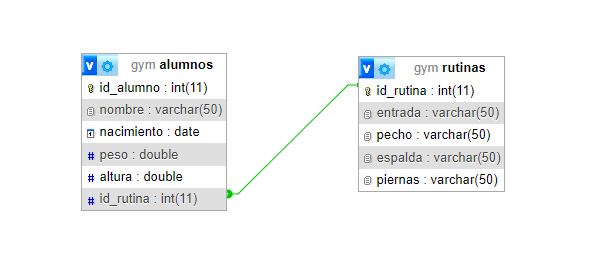 gym alumnos
id_alumno : int(11)
nombre : varchar(50)
nacimiento : date
# peso : double
# altura : double
# id_rutina : int(11)
gym rutinas
id_rutina : int(11)
entrada : varchar(50)
pecho : varchar(50)
espalda : varchar(50)
piernas : varchar(50)